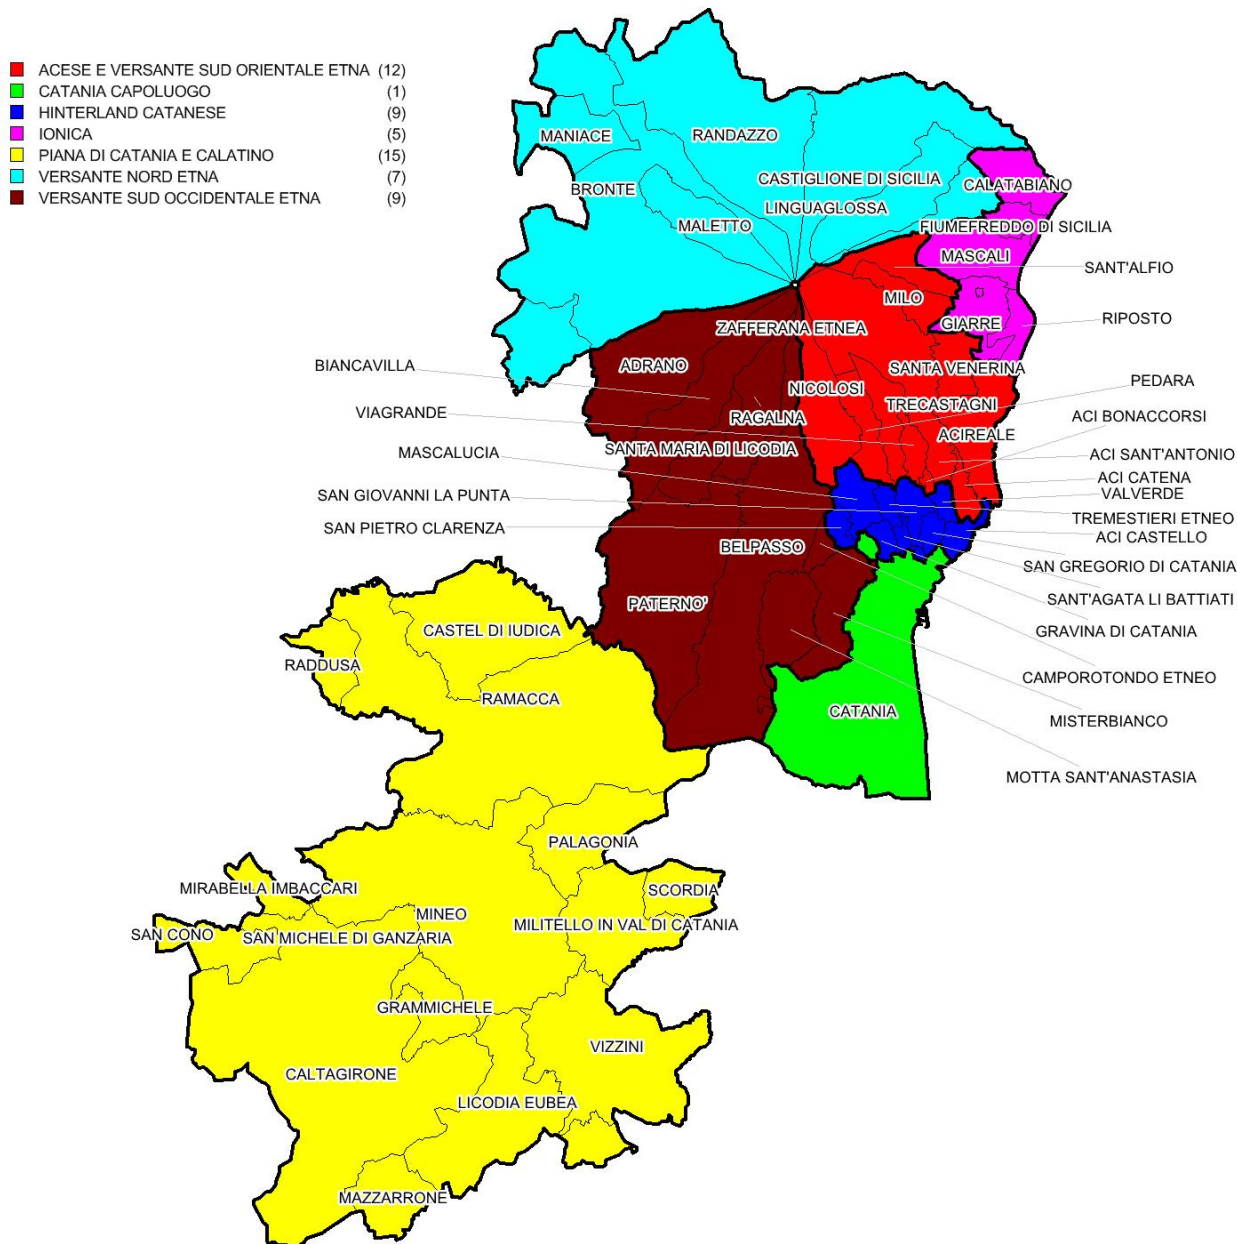 ACESE E VERSANTE SUD ORIENTALE ETNA (12)
CATANIA CAPOLUOGO (1)
HINTERLAND CATANESE (9)
IONICA (5)
PIANA DI CATANIA E CALATINO (15)
VERSANTE NORD ETNA (7)
VERSANTE SUD OCCIDENTALE ETNA (9)
MANIACE
RANDAZZO
BRONTE
CASTIGLIONE DI SICILIA
CALATABIANO
LINGUAGLOSSA
MALETTO
FIUMEFREDDO DI SICILIA
MASCALI
SANT'ALFIO
MILO
RIPOSTO
GIARRE
ZAFFERANA ETNEA
BIANCAVILLA
ADRANO
SANTA VENERINA
PEDARA
NICOLOSI
TRECASTAGNI
VIAGRANDE
RAGALNA
ACI BONACCORSI
ACIREALE
MASCALUCIA
SANTA MARIA DI LICODIA
ACI SANT'ANTONIO
ACI CATENA
SAN GIOVANNI LA PUNTA
VALVERDE
TREMESTIERI ETNEO
SAN PIETRO CLARENZA
ACI CASTELLO
BELPASSO
SAN GREGORIO DI CATANIA
PATERNO'
SANT'AGATA LI BATTIATI
CASTEL DI IUDICA
GRAVINA DI CATANIA
RADDUSA
CAMPOROTONDO ETNEO
RAMACCA
CATANIA
MISTERBIANCO
MOTTA SANT'ANASTASIA
PALAGONIA
MIRABELLA IMBACCARI
SCORDIA
MINEO
MILITELLO IN VAL DI CATANIA
SAN CONO
SAN MICHELE DI GANZARIA
GRAMMICHELE
VIZZINI
CALTAGIRONE
LICODIA EUBEA
MAZZARRONE